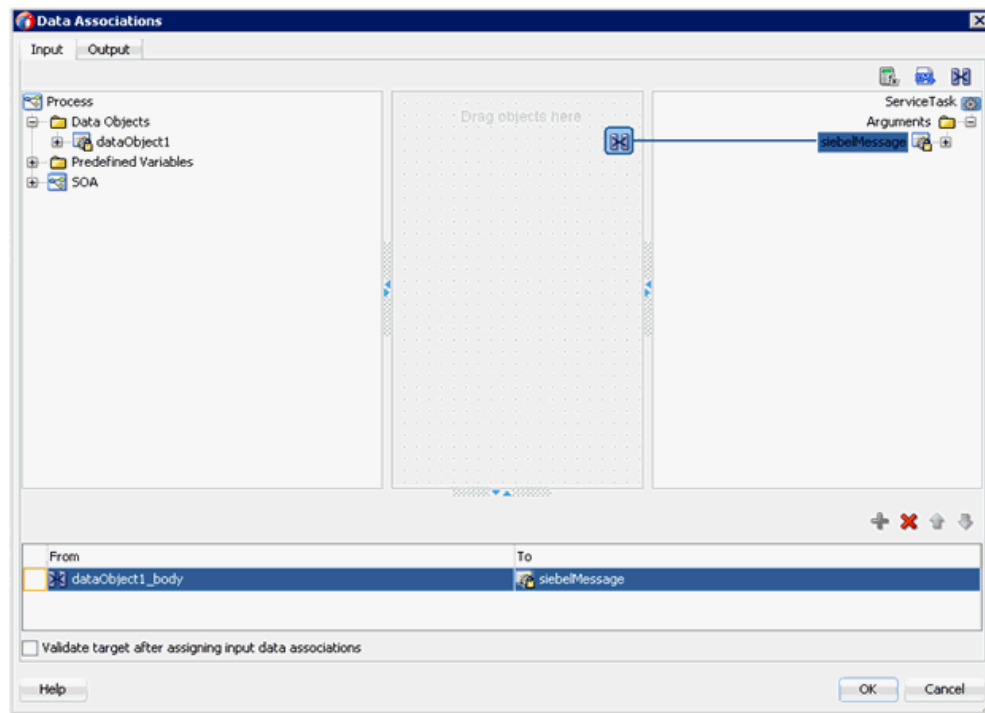 Data Associations
Input Output
Process
Data Objects
dataObject1
Predefined Variables
SOA
Drag objects here
ServiceTask
Arguments
siebelMessage
From To
dataObject1_body siebelMessage
Validate target after assigning input data associations
Help OK Cancel